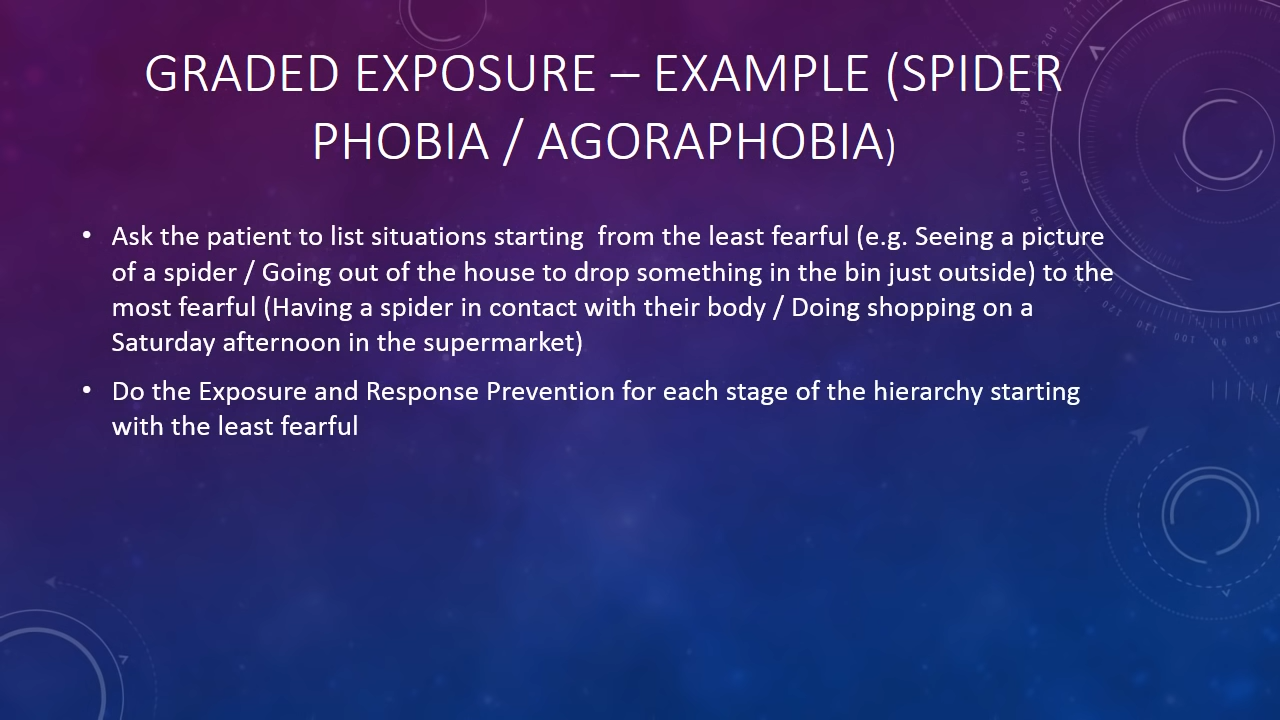 GRADED EXPOSURE – EXAMPLE (SPIDER
PHOBIA / AGORAPHOBIA)
• Ask the patient to list situations starting  from the least fearful (e.g. Seeing a picture
of a spider / Going out of the house to drop something in the bin just outside) to the
most fearful (Having a spider in contact with their body / Doing shopping on a
Saturday afternoon in the supermarket)
• Do the Exposure and Response Prevention for each stage of the hierarchy starting
with the least fearful
200
170
160